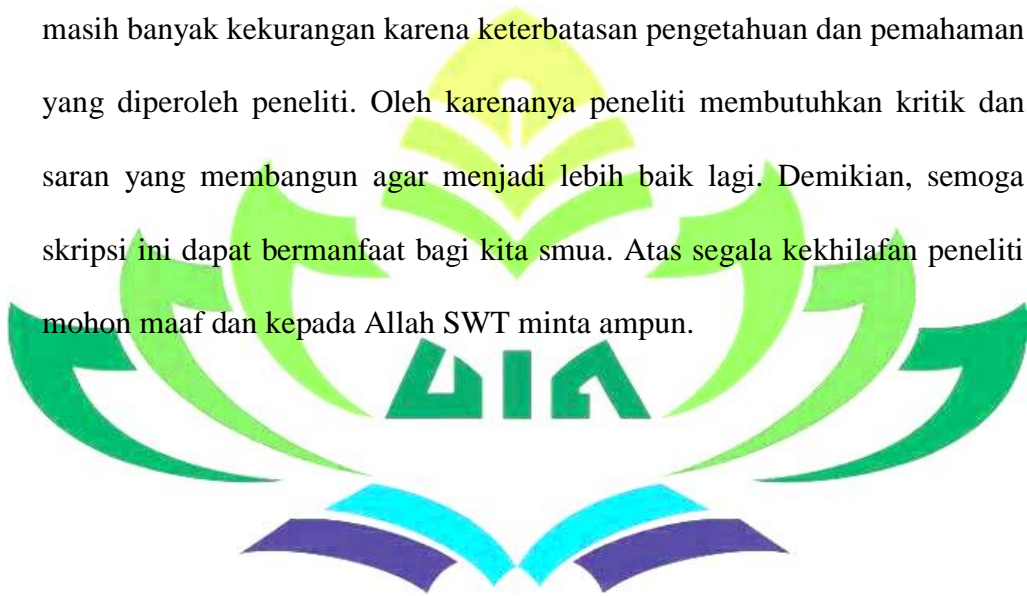 masih banyak kekurangan karena keterbatasan pengetahuan dan pemahaman
yang diperoleh peneliti. Oleh karenanya peneliti membutuhkan kritik dan
saran yang membangun agar menjadi lebih baik lagi. Demikian, semoga
skripsi ini dapat bermanfaat bagi kita smua. Atas segala kekhilafan peneliti
mohon maaf dan kepada Allah SWT minta ampun.
UIN